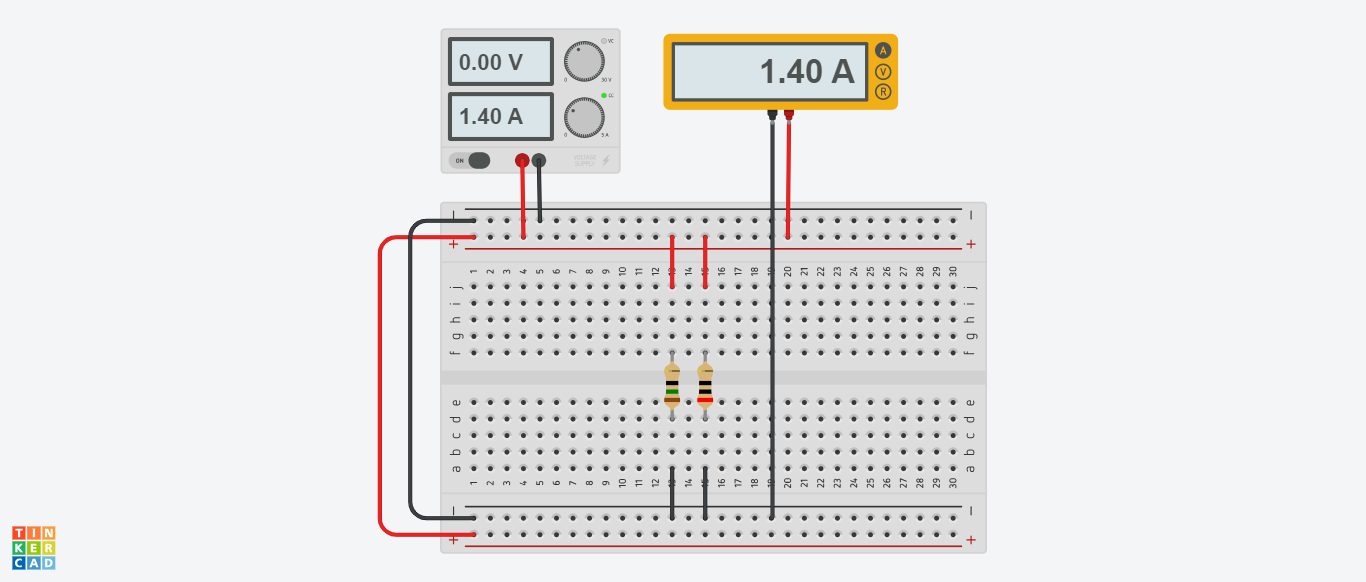 0.00 V
VC
0 30 V
1.40 A
CC
0 5 A
ON
VOLTAGE
SUPPLY
1.40 A
A
V
R
− −
+ +
1 2 3 4 5 6 7 8 9 10 11 12 13 14 15 16 17 18 19 20 21 22 23 24 25 26 27 28 29 30
j j
i i
h h
g g
f f
e e
d d
c c
b b
a a
1 2 3 4 5 6 7 8 9 10 11 12 13 14 15 16 17 18 19 20 21 22 23 24 25 26 27 28 29 30
− −
+ +
TIN
KER
CAD